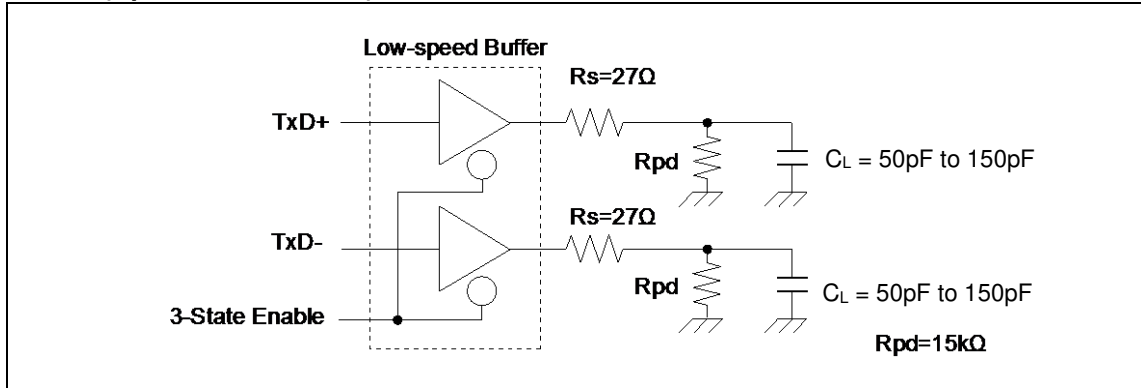 Low-speed Buffer
Rs=27Ω
TxD+
Rpd
CL = 50pF to 150pF
Rs=27Ω
TxD-
Rpd
CL = 50pF to 150pF
3-State Enable
Rpd=15kΩ